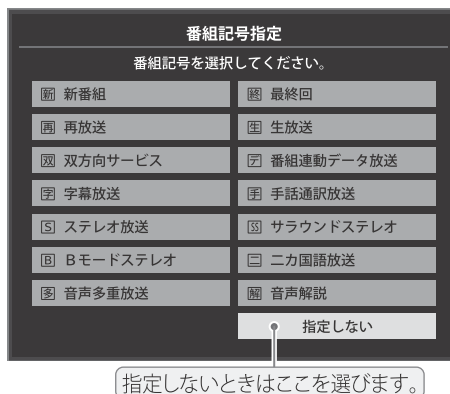 番組記号指定
番組記号を選択してください。
新 新番組
終 最終回
再 再放送
生 生放送
双 双方向サービス
デ 番組連動データ放送
字 字幕放送
手 手話通訳放送
S ステレオ放送
SS サラウンドステレオ
B Bモードステレオ
二 二カ国語放送
多 音声多重放送
解 音声解説
指定しない
指定しないときはここを選びます。